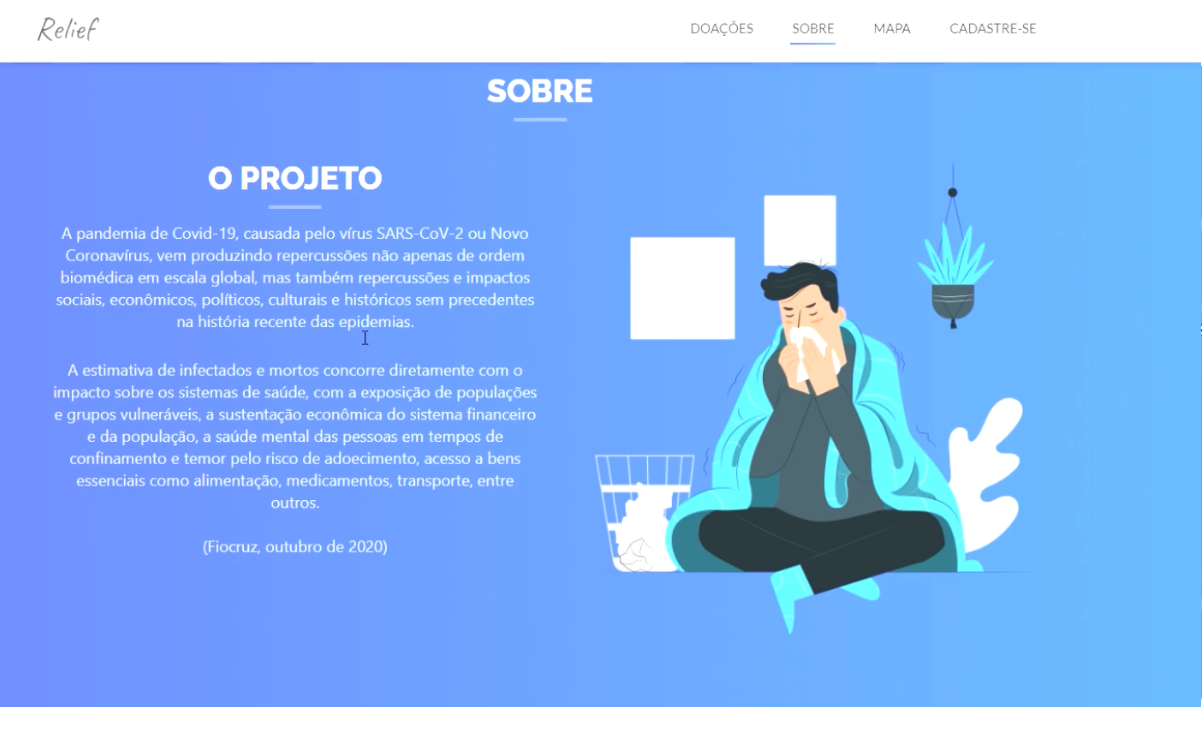 Relief
DOAÇÕES
SOBRE
MAPA
CADASTRE-SE
SOBRE
O PROJETO
A pandemia de Covid-19, causada pelo vírus SARS-CoV-2 ou Novo
Coronavírus, vem produzindo repercussões não apenas de ordem
biomédica em escala global, mas também repercussões e impactos
sociais, econômicos, políticos, culturais e históricos sem precedentes
na história recente das epidemias.
A estimativa de infectados e mortos concorre diretamente com o
impacto sobre os sistemas de saúde, com a exposição de populações
e grupos vulneráveis, a sustentação econômica do sistema financeiro
e da população, a saúde mental das pessoas em tempos de
confinamento e temor pelo risco de adoecimento, acesso a bens
essenciais como alimentação, medicamentos, transporte, entre
outros.
(Fiocruz, outubro de 2020)